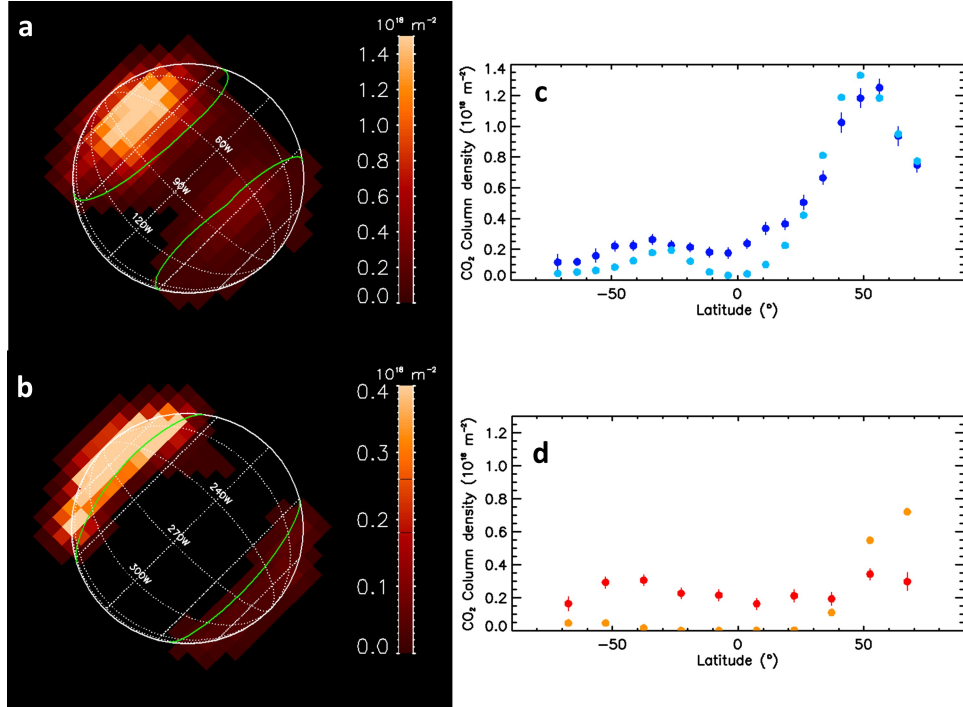 a
10¹⁸ m⁻²
1.4
1.2
1.0
0.8
0.6
0.4
0.2
0.0
60W
90W
120W
b
10¹⁸ m⁻²
0.4
0.3
0.2
0.1
0.0
240W
270W
300W
c
CO₂ Column density (10¹⁸ m⁻²)
1.4
1.2
1.0
0.8
0.6
0.4
0.2
0.0
−50
0
50
Latitude (°)
d
CO₂ Column density (10¹⁸ m⁻²)
1.2
1.0
0.8
0.6
0.4
0.2
0.0
−50
0
50
Latitude (°)